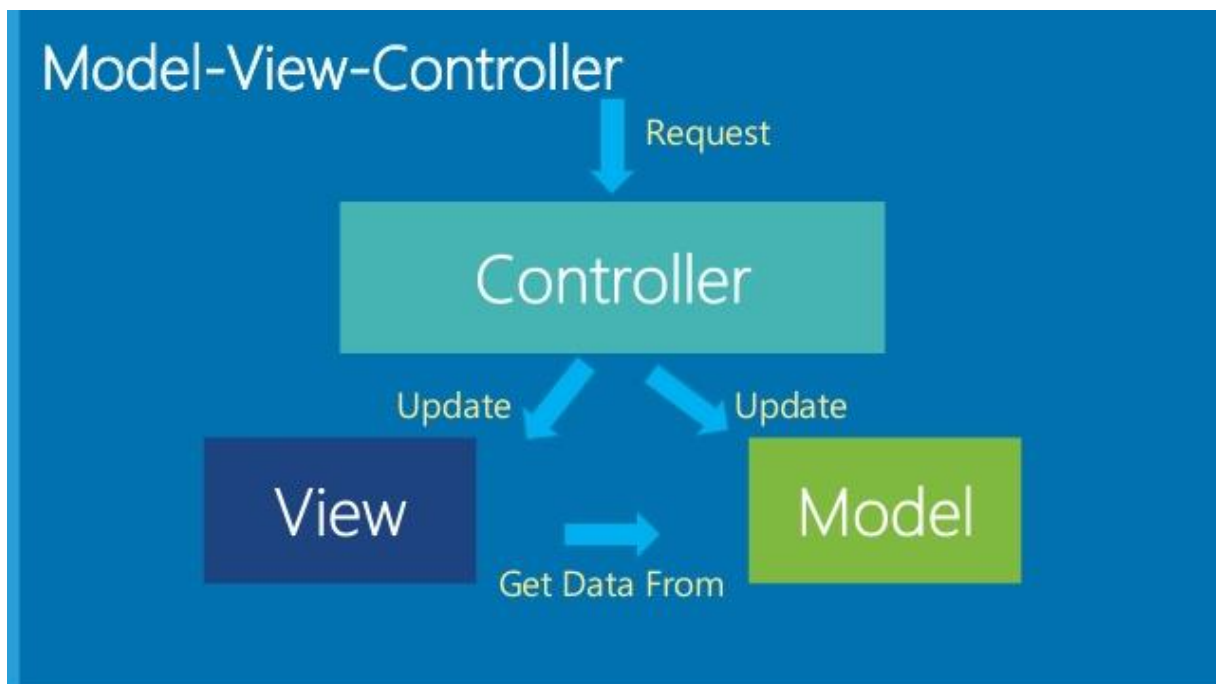 Model-View-Controller
Request
Controller
Update
Update
View
Model
Get Data From